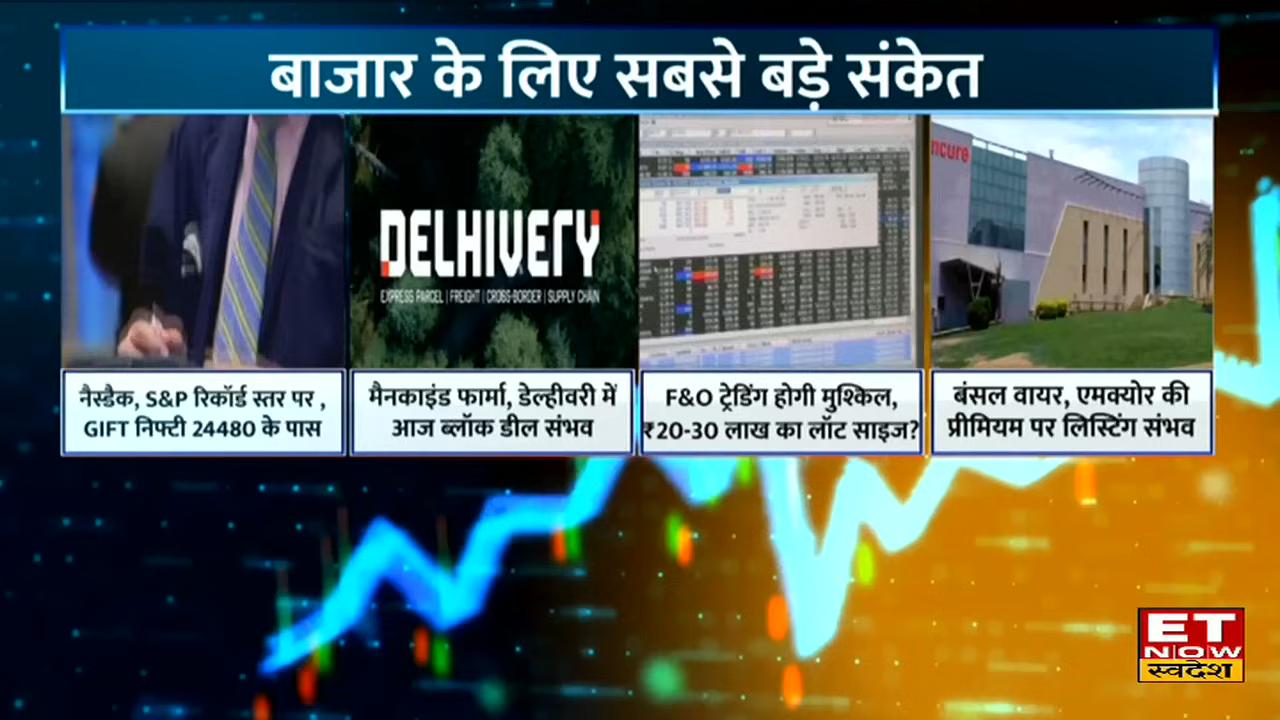 बाजार के लिए सबसे बड़े संकेत
DELHIVERY
EXPRESS PARCEL | FREIGHT | CROSS-BORDER | SUPPLY CHAIN
ncure
नैस्डैक, S&P रिकॉर्ड स्तर पर ,
GIFT निफ्टी 24480 के पास
मैनकाइंड फार्मा, डेल्हीवरी में
आज ब्लॉक डील संभव
F&O ट्रेडिंग होगी मुश्किल,
₹20-30 लाख का लॉट साइज?
बंसल वायर, एमक्योर की
प्रीमियम पर लिस्टिंग संभव
ET
NOW
स्वदेश